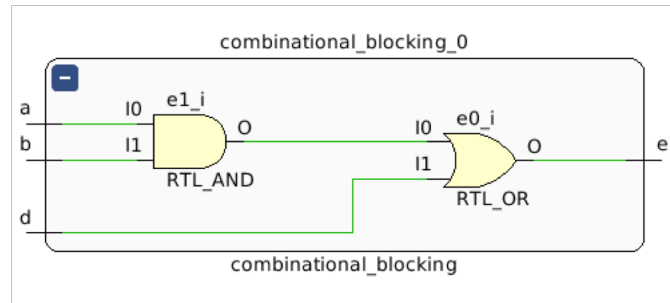 combinational_blocking_0
−
a I0 e1_i O I0 e0_i O e
b I1 I1
RTL_AND RTL_OR
d
combinational_blocking